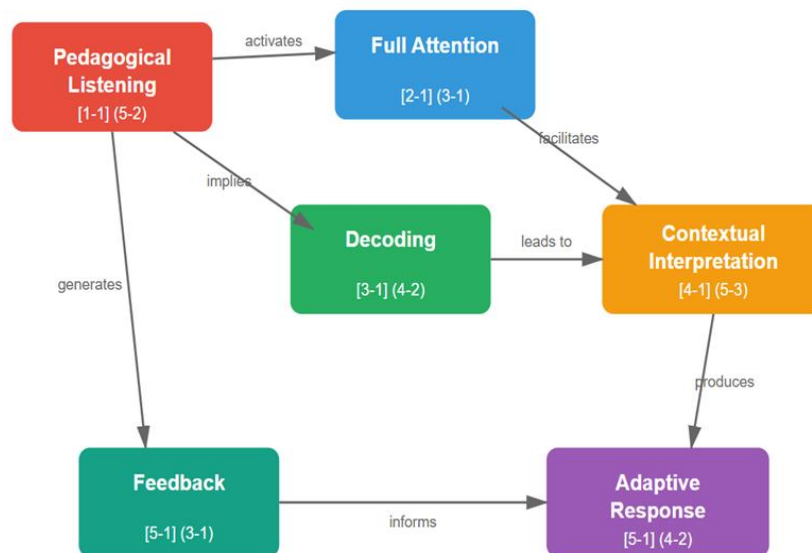 Pedagogical
Listening
[1-1] (5-2)
activates
Full Attention
[2-1] (3-1)
facilitates
implies
Decoding
[3-1] (4-2)
leads to
Contextual
Interpretation
[4-1] (5-3)
generates
produces
Feedback
[5-1] (3-1)
informs
Adaptive
Response
[5-1] (4-2)